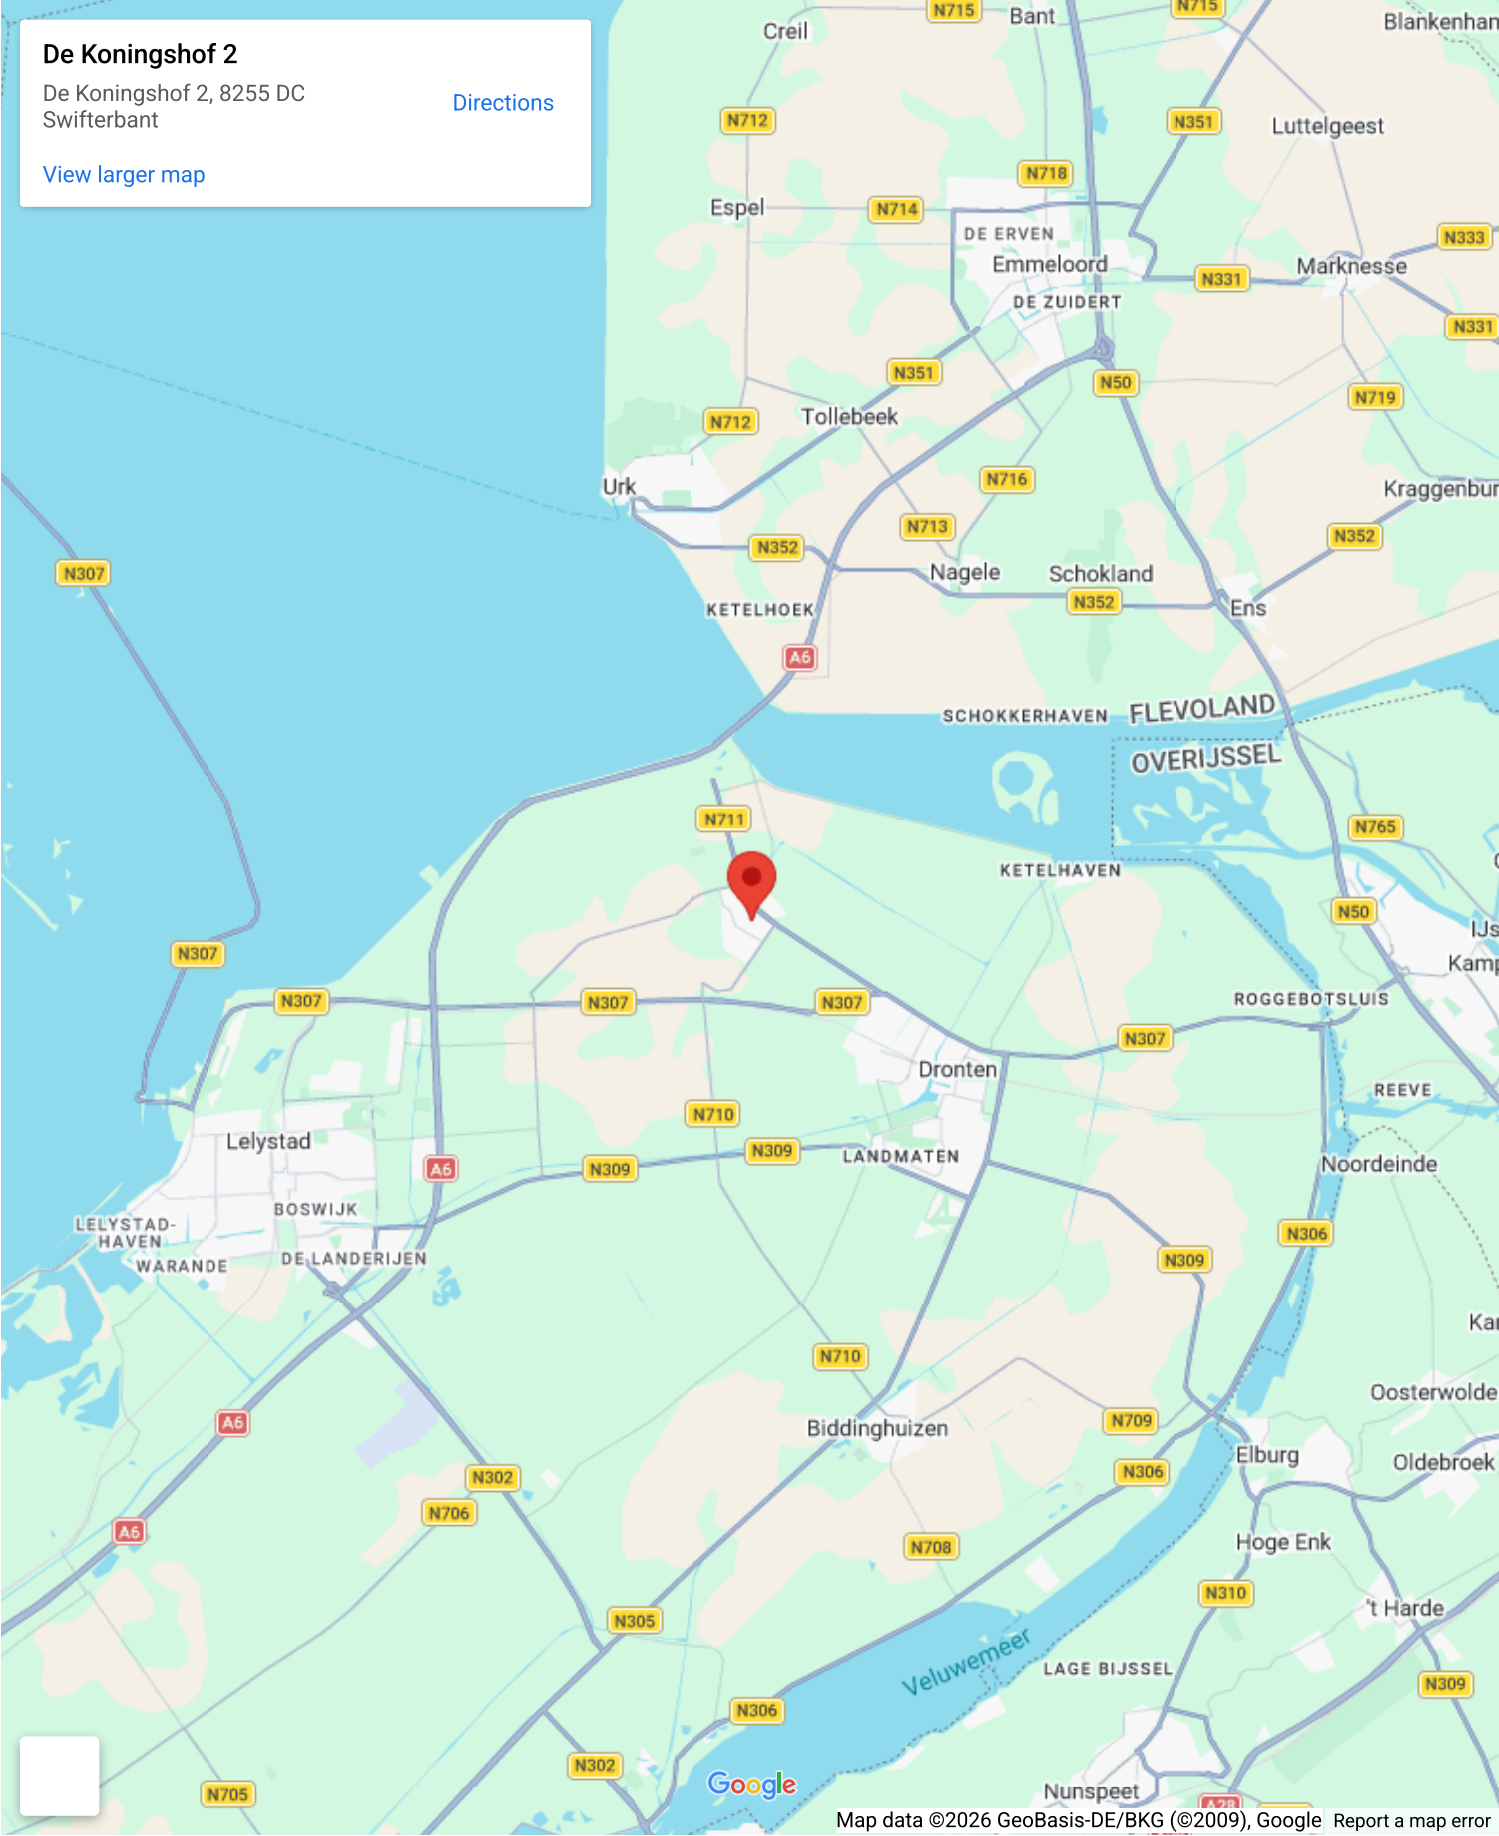 De Koningshof 2
De Koningshof 2, 8255 DC
Swifterbant
Directions
View larger map
N715
Bant
N715
Creil
Blankenhan
N712
N351
Luttelgeest
N718
Espel
N714
DE ERVEN
N333
Emmeloord
N331
Marknesse
DE ZUIDERT
N331
N351
N50
N719
N712
Tollebeek
Urk
N716
Kraggenbur
N713
N352
N352
Nagele
Schokland
N352
KETELHOEK
Ens
N307
A6
SCHOKKERHAVEN
FLEVOLAND
OVERIJSSEL
N711
N765
KETELHAVEN
N50
IJs
N307
Kamp
N307
N307
N307
ROGGEBOTSLUIS
N307
Dronten
REEVE
N710
Lelystad
N309
LANDMATEN
A6
N309
Noordeinde
BOSWIJK
LELYSTAD-
HAVEN
N306
WARANDE
DE LANDERIJEN
N309
Kar
N710
Oosterwolde
A6
Biddinghuizen
N709
Elburg
Oldebroek
N302
N306
N706
A6
N708
Hoge Enk
N310
't Harde
N305
Veluwemeer
LAGE BIJSSEL
N309
N306
N302
N705
Google
Nunspeet
A28
Map data ©2026 GeoBasis-DE/BKG (©2009), Google
Report a map error